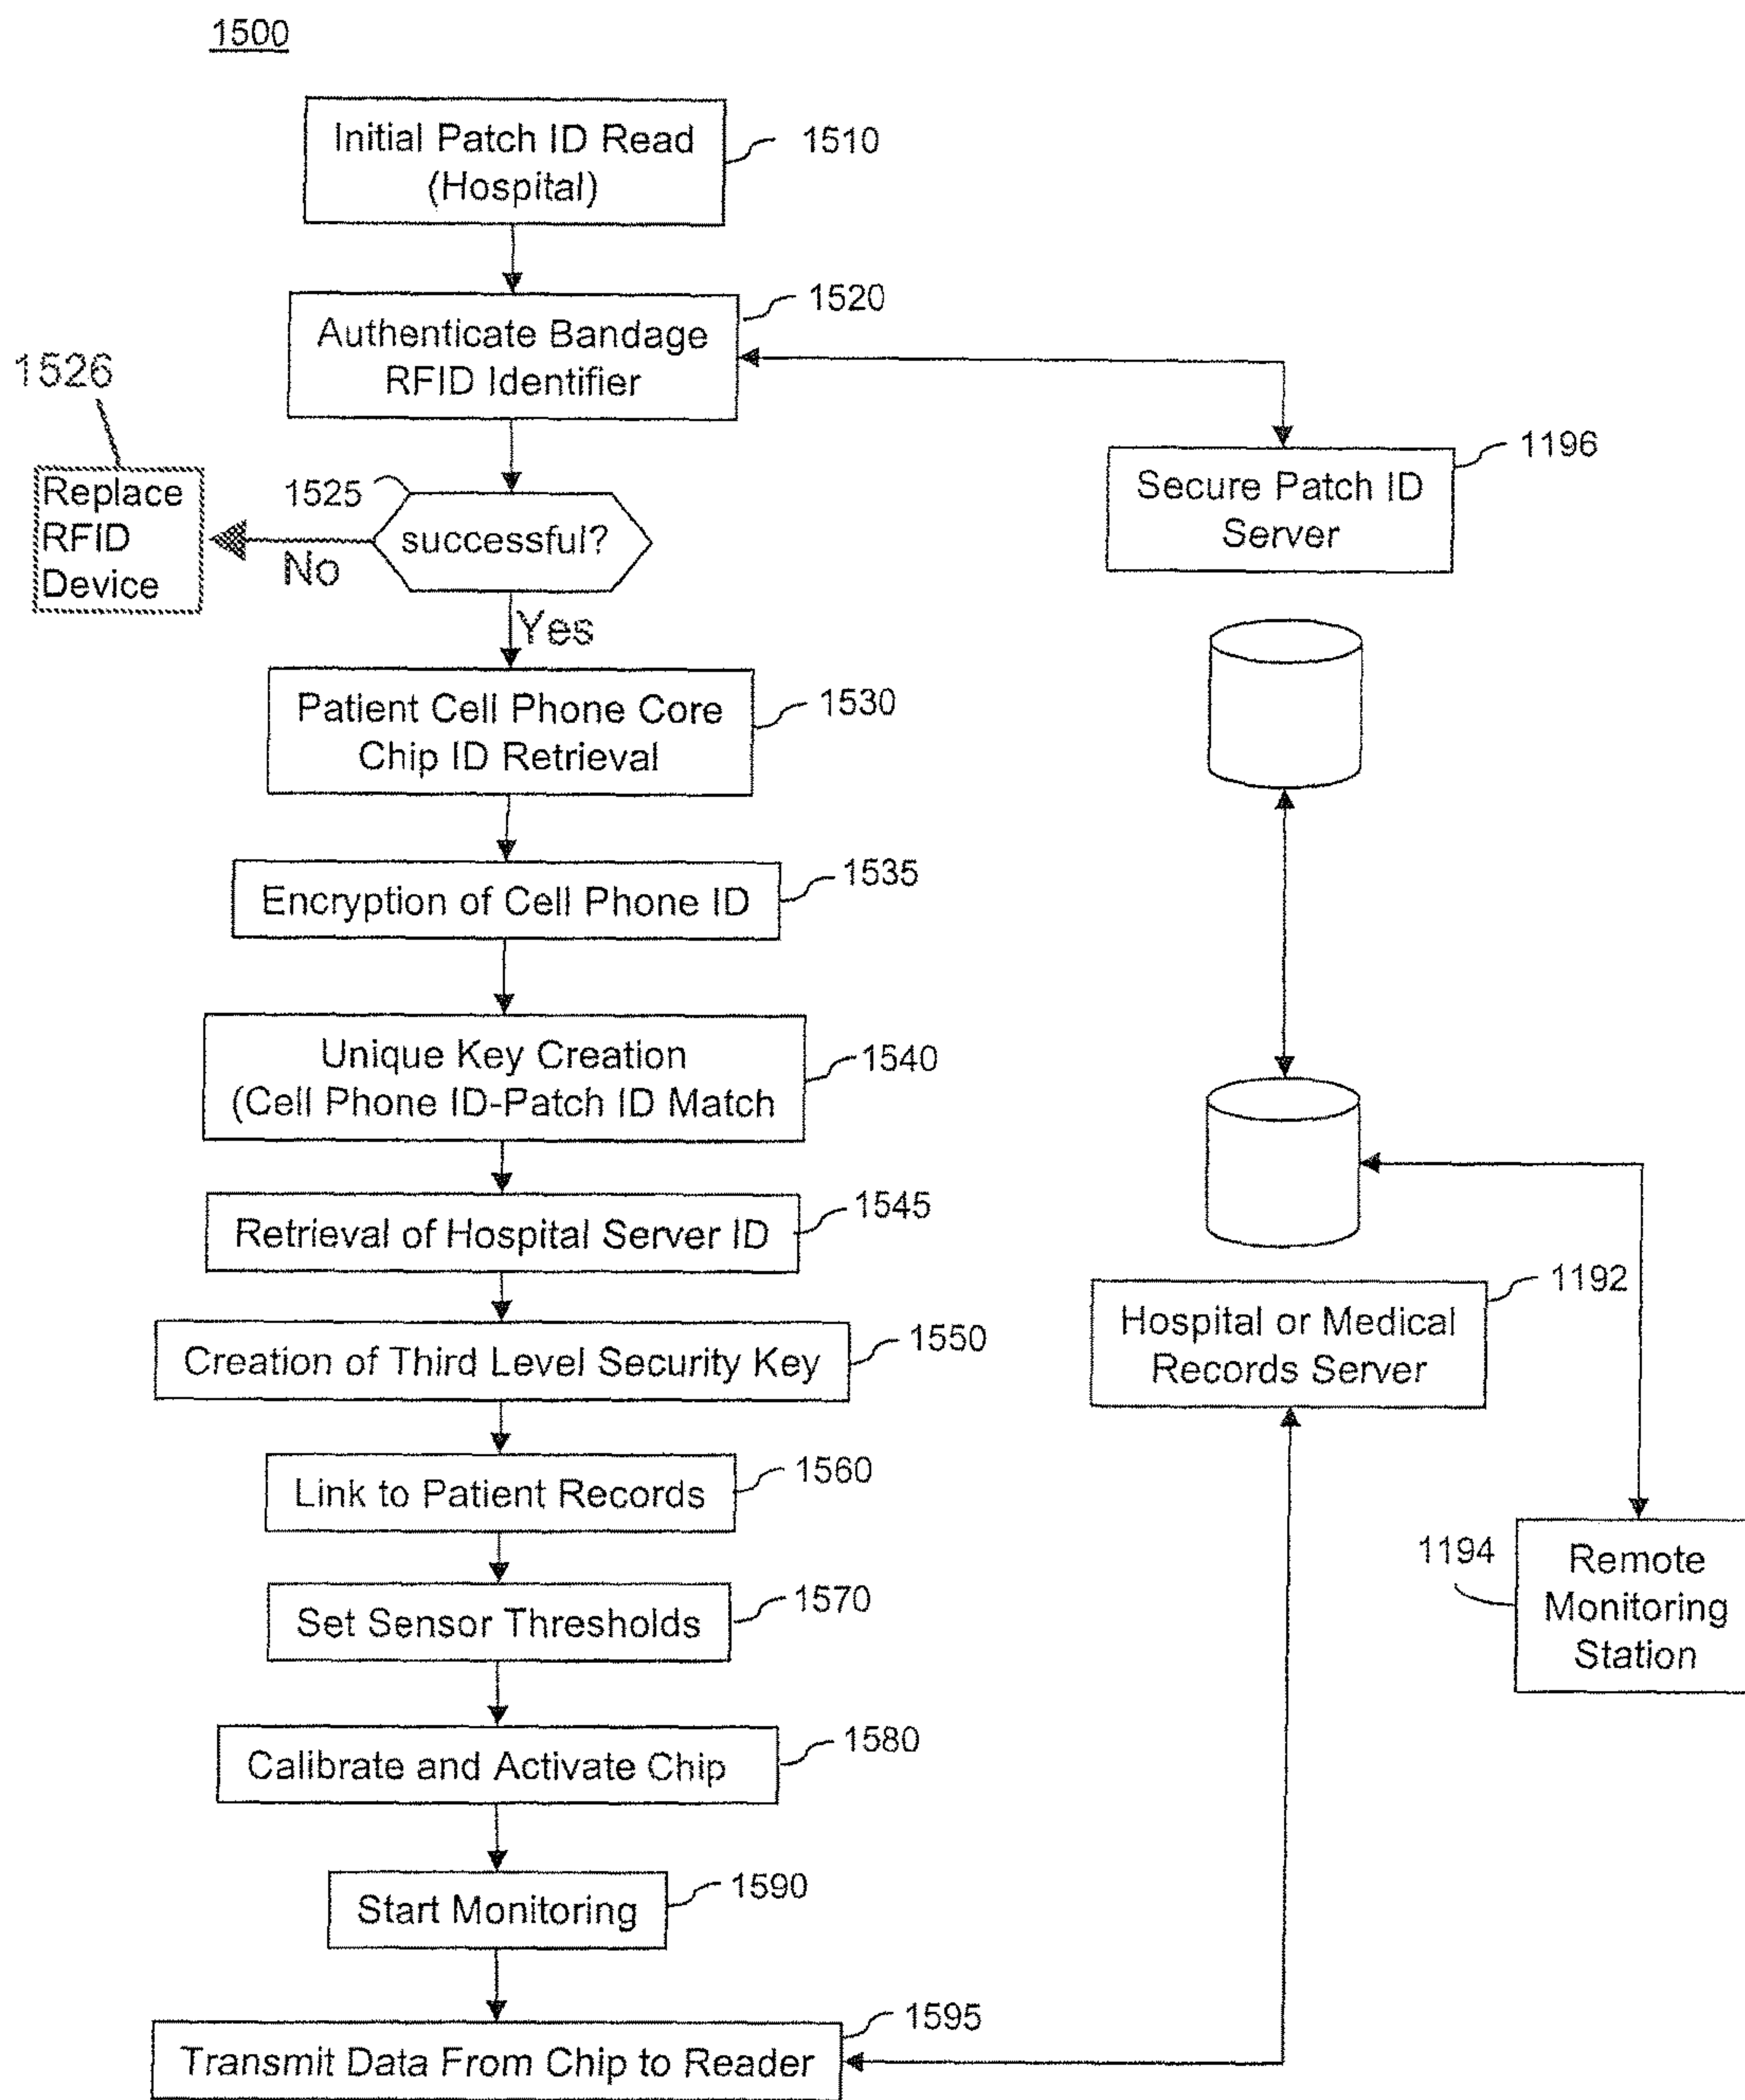 1500
Initial Patch ID Read
(Hospital)
1510
Authenticate Bandage
RFID Identifier
1520
1526
Replace
RFID
Device
No
1525
successful?
Yes
1196
Secure Patch ID
Server
Patient Cell Phone Core
Chip ID Retrieval
1530
Encryption of Cell Phone ID
1535
Unique Key Creation
(Cell Phone ID-Patch ID Match
1540
Retrieval of Hospital Server ID
1545
Creation of Third Level Security Key
1550
1192
Hospital or Medical
Records Server
Link to Patient Records
1560
Set Sensor Thresholds
1570
1194
Remote
Monitoring
Station
Calibrate and Activate Chip
1580
Start Monitoring
1590
Transmit Data From Chip to Reader
1595